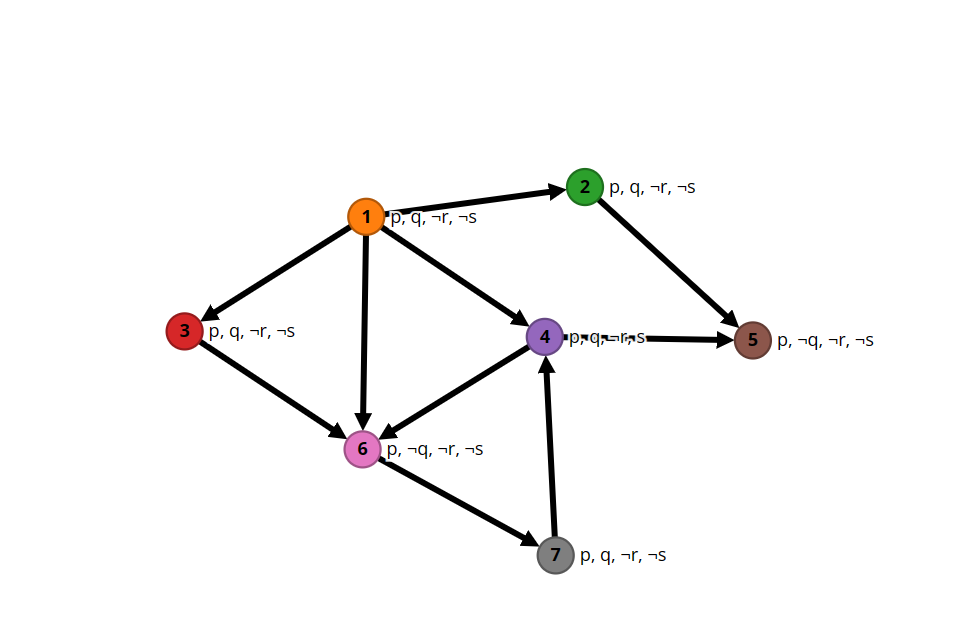 1 p, q, ¬r, ¬s
2 p, q, ¬r, ¬s
3 p, q, ¬r, ¬s
4 p, q, ¬r, s
5 p, ¬q, ¬r, ¬s
6 p, ¬q, ¬r, ¬s
7 p, q, ¬r, ¬s